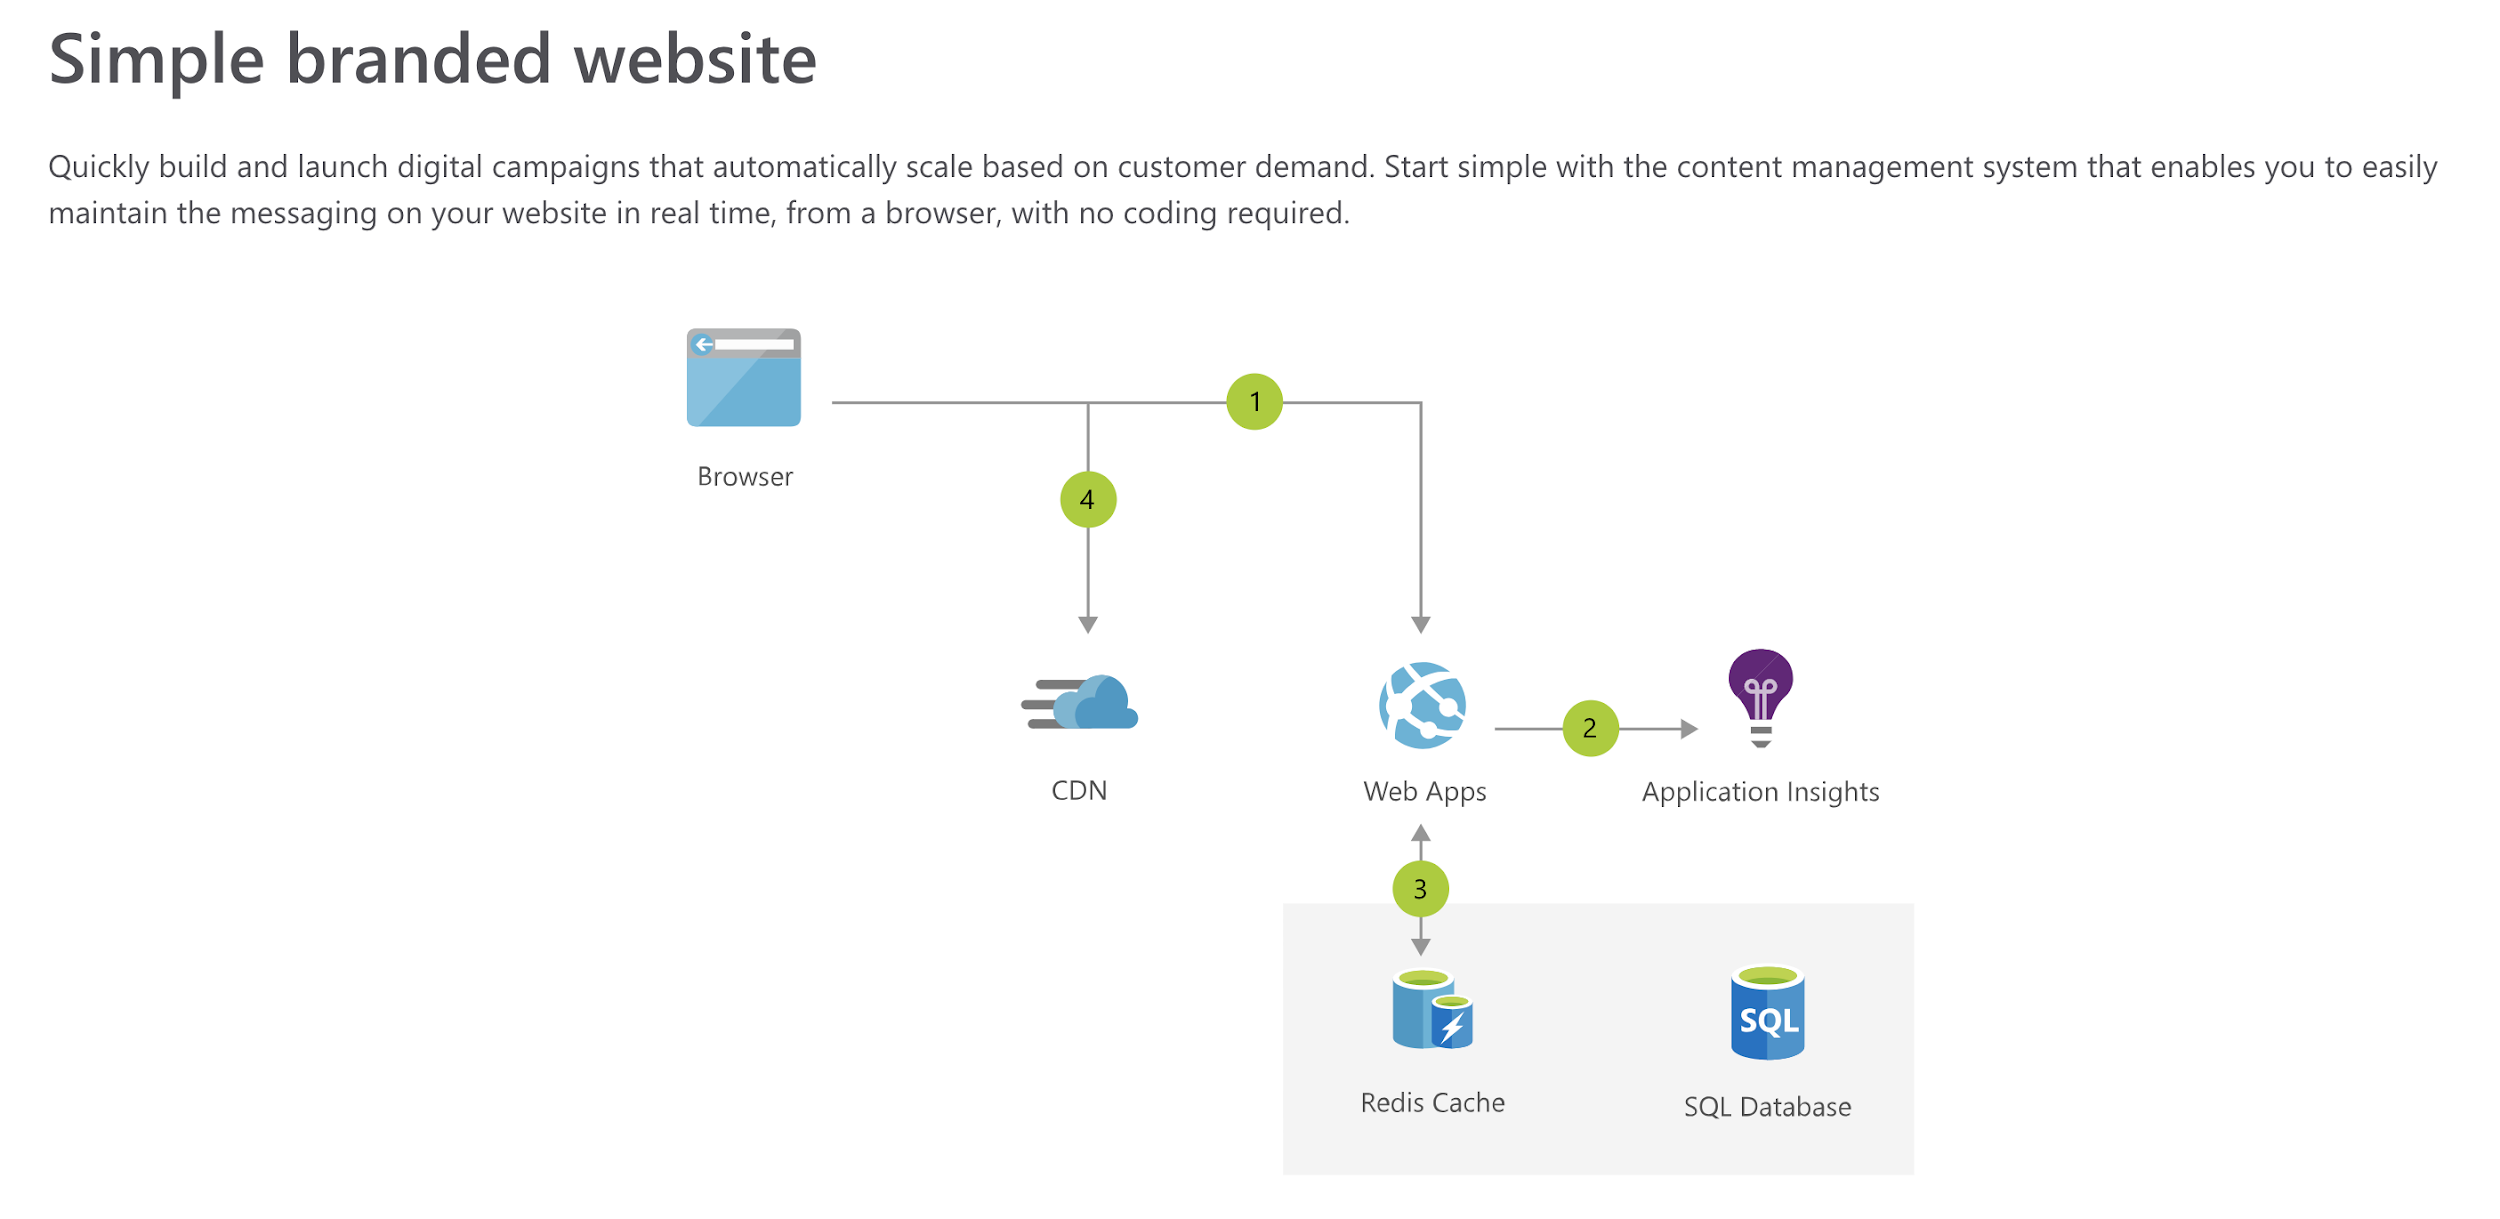 Simple branded website
Quickly build and launch digital campaigns that automatically scale based on customer demand. Start simple with the content management system that enables you to easily
maintain the messaging on your website in real time, from a browser, with no coding required.
1
Browser
4
2
CDN
Web Apps
Application Insights
3
SQL
Redis Cache
SQL Database